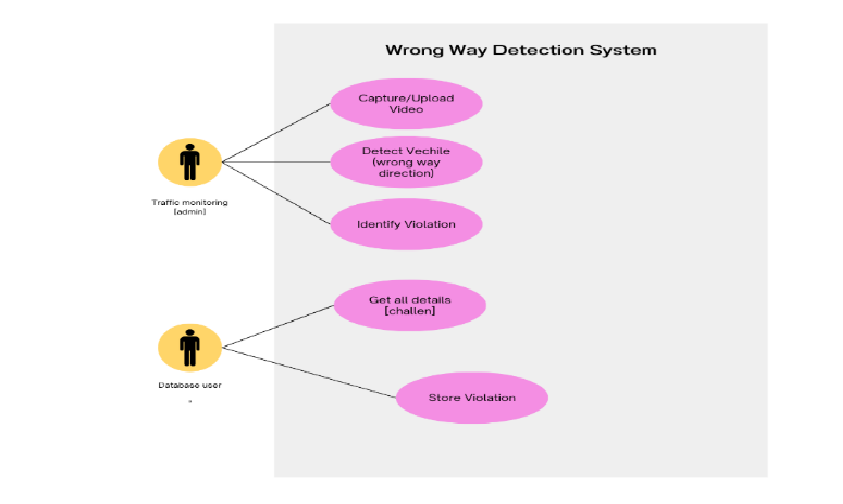 Wrong Way Detection System
Capture/Upload
Video
Detect Vechile
(wrong way
direction)
Traffic monitoring
[admin]
Identify Violation
Get all details
[challen]
Database user
Store Violation